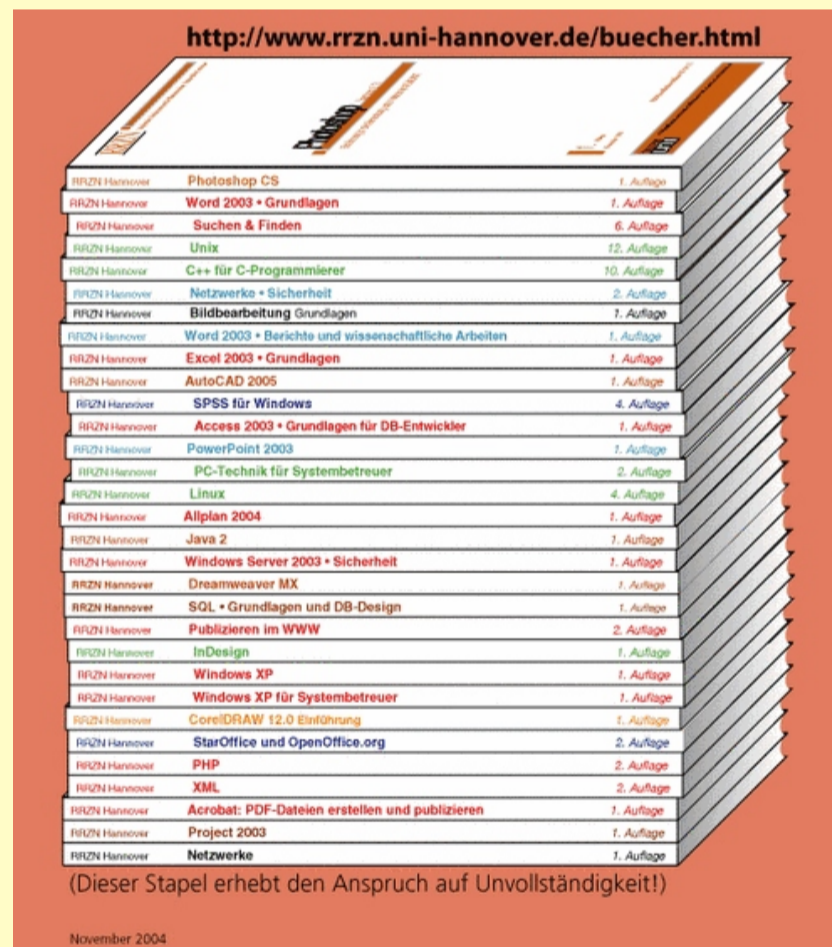 http://www.rrzn.uni-hannover.de/buecher.html
RRZN
Photoshop
RRZN Hannover Photoshop CS 1. Auflage
RRZN Hannover Word 2003 • Grundlagen 1. Auflage
RRZN Hannover Suchen & Finden 6. Auflage
RRZN Hannover Unix 12. Auflage
RRZN Hannover C++ für C-Programmierer 10. Auflage
RRZN Hannover Netzwerke • Sicherheit 2. Auflage
RRZN Hannover Bildbearbeitung Grundlagen 1. Auflage
RRZN Hannover Word 2003 • Berichte und wissenschaftliche Arbeiten 1. Auflage
RRZN Hannover Excel 2003 • Grundlagen 1. Auflage
RRZN Hannover AutoCAD 2005 1. Auflage
RRZN Hannover SPSS für Windows 4. Auflage
RRZN Hannover Access 2003 • Grundlagen für DB-Entwickler 1. Auflage
RRZN Hannover PowerPoint 2003 1. Auflage
RRZN Hannover PC-Technik für Systembetreuer 2. Auflage
RRZN Hannover Linux 4. Auflage
RRZN Hannover Allplan 2004 1. Auflage
RRZN Hannover Java 2 1. Auflage
RRZN Hannover Windows Server 2003 • Sicherheit 1. Auflage
RRZN Hannover Dreamweaver MX 1. Auflage
RRZN Hannover SQL • Grundlagen und DB-Design 1. Auflage
RRZN Hannover Publizieren im WWW 2. Auflage
RRZN Hannover InDesign 1. Auflage
RRZN Hannover Windows XP 1. Auflage
RRZN Hannover Windows XP für Systembetreuer 1. Auflage
RRZN Hannover CorelDRAW 12.0 Einführung 1. Auflage
RRZN Hannover StarOffice und OpenOffice.org 2. Auflage
RRZN Hannover PHP 2. Auflage
RRZN Hannover XML 2. Auflage
RRZN Hannover Acrobat: PDF-Dateien erstellen und publizieren 1. Auflage
RRZN Hannover Project 2003 1. Auflage
RRZN Hannover Netzwerke 1. Auflage
(Dieser Stapel erhebt den Anspruch auf Unvollständigkeit!)
November 2004